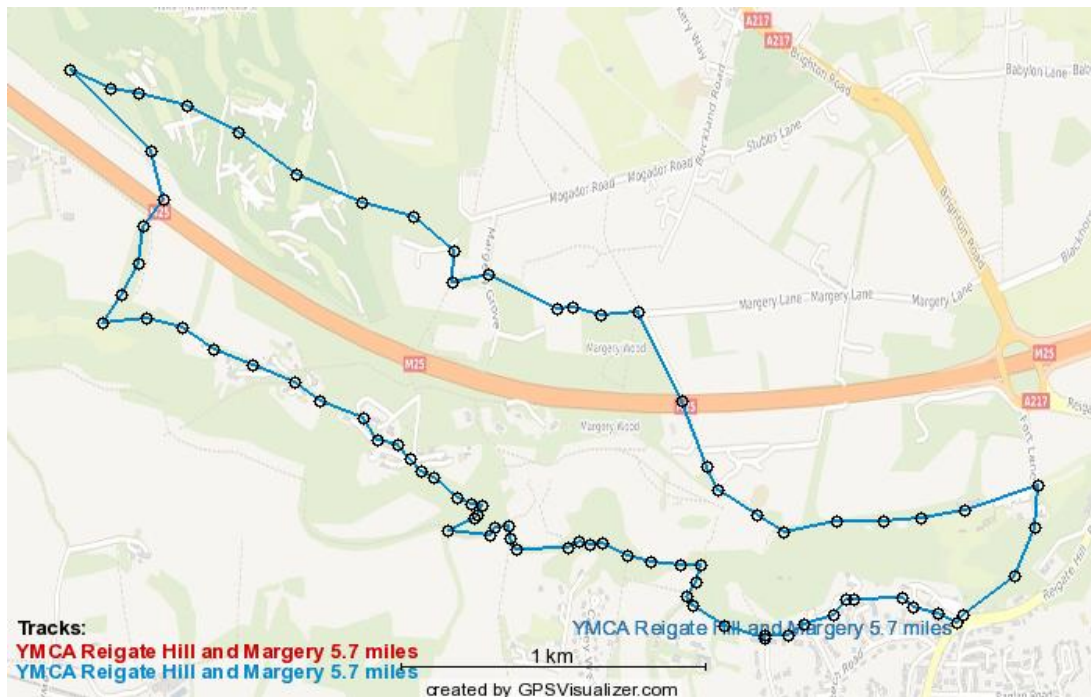 A217
A217
Brighton Road
Babylon Lane
Buckland Road
Stubbs Lane
Mogador Road
Mogador Road
M25
Brighton Road
Margery Lane
Margery Lane
Margery Lane
Margery Wood
M25
M25
A217
Margery Wood
Fort Lane
Reigate Hill
YMCA Reigate Hill and Margery 5.7 miles
Tracks:
YMCA Reigate Hill and Margery 5.7 miles
YMCA Reigate Hill and Margery 5.7 miles
1 km
created by GPSVisualizer.com